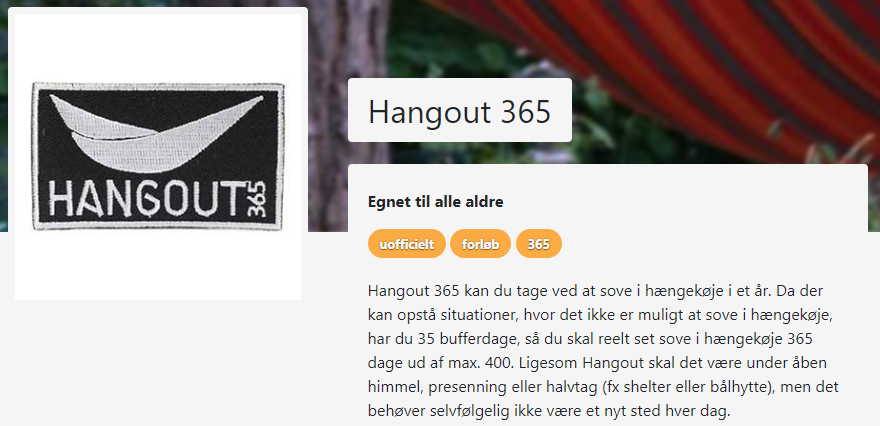 HANGOUT 365
Hangout 365
Egnet til alle aldre
uofficielt forløb 365
Hangout 365 kan du tage ved at sove i hængekøje i et år. Da der
kan opstå situationer, hvor det ikke er muligt at sove i hængekøje,
har du 35 bufferdage, så du skal reelt set sove i hængekøje 365
dage ud af max. 400. Ligesom Hangout skal det være under åben
himmel, presenning eller halvtag (fx shelter eller bålhytte), men det
behøver selvfølgelig ikke være et nyt sted hver dag.